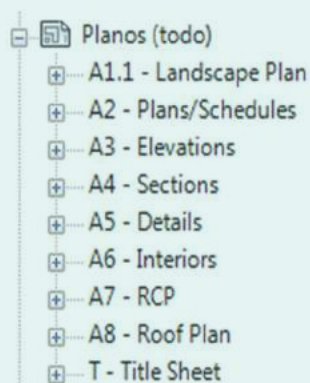 Planos (todo)
A1.1 - Landscape Plan
A2 - Plans/Schedules
A3 - Elevations
A4 - Sections
A5 - Details
A6 - Interiors
A7 - RCP
A8 - Roof Plan
T - Title Sheet